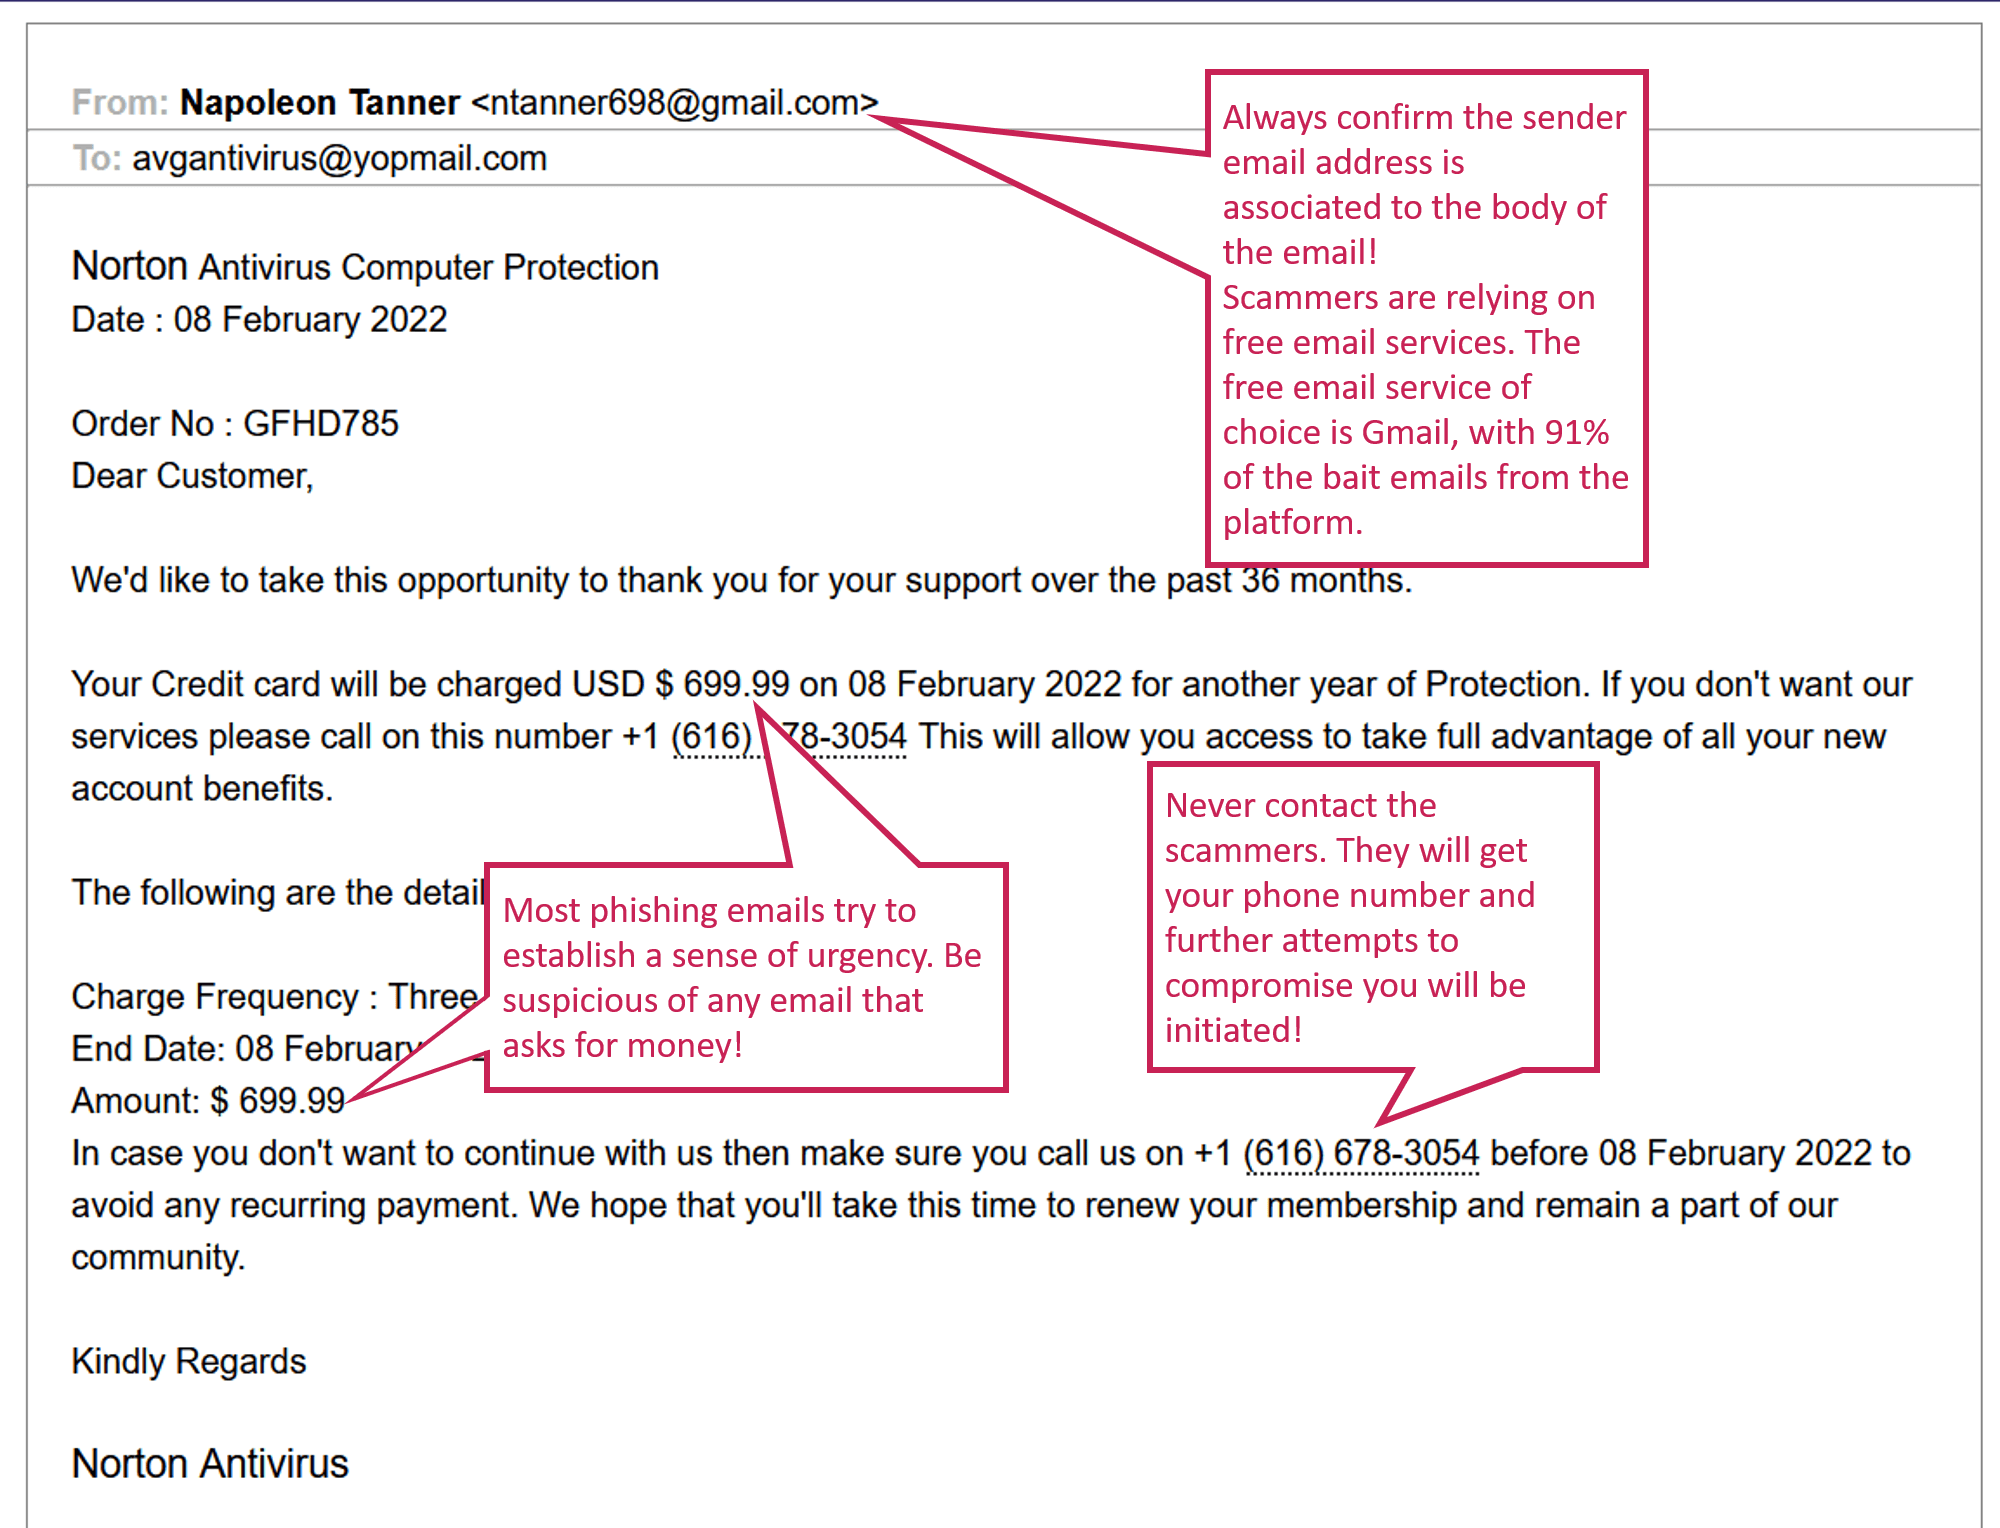 From: Napoleon Tanner <ntanner698@gmail.com>
To: avgantivirus@yopmail.com
Always confirm the sender
email address is
associated to the body of
the email!
Scammers are relying on
free email services. The
free email service of
choice is Gmail, with 91%
of the bait emails from the
platform.
Norton Antivirus Computer Protection
Date : 08 February 2022
Order No : GFHD785
Dear Customer,
We'd like to take this opportunity to thank you for your support over the past 36 months.
Your Credit card will be charged USD $ 699.99 on 08 February 2022 for another year of Protection. If you don't want our
services please call on this number +1 (616) 78-3054 This will allow you access to take full advantage of all your new
account benefits.
The following are the detail
Most phishing emails try to
establish a sense of urgency. Be
suspicious of any email that
asks for money!
Never contact the
scammers. They will get
your phone number and
further attempts to
compromise you will be
initiated!
Charge Frequency : Three
End Date: 08 February
Amount: $ 699.99
In case you don't want to continue with us then make sure you call us on +1 (616) 678-3054 before 08 February 2022 to
avoid any recurring payment. We hope that you'll take this time to renew your membership and remain a part of our
community.
Kindly Regards
Norton Antivirus